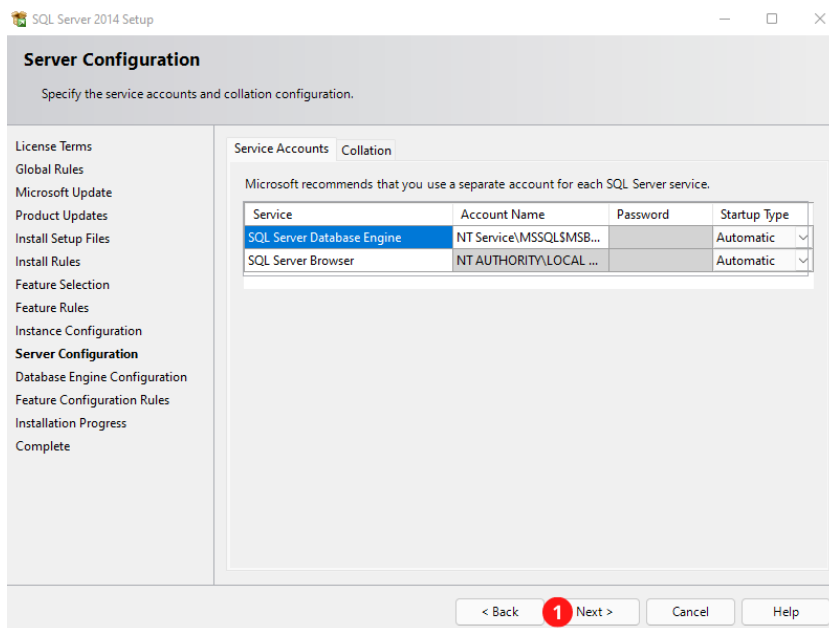 SQL Server 2014 Setup
Server Configuration
Specify the service accounts and collation configuration.
License Terms
Global Rules
Microsoft Update
Product Updates
Install Setup Files
Install Rules
Feature Selection
Feature Rules
Instance Configuration
Server Configuration
Database Engine Configuration
Feature Configuration Rules
Installation Progress
Complete
Service Accounts Collation
Microsoft recommends that you use a separate account for each SQL Server service.
Service Account Name Password Startup Type
SQL Server Database Engine NT Service\MSSQL$MSB... Automatic
SQL Server Browser NT AUTHORITY\LOCAL ... Automatic
< Back 1 Next > Cancel Help